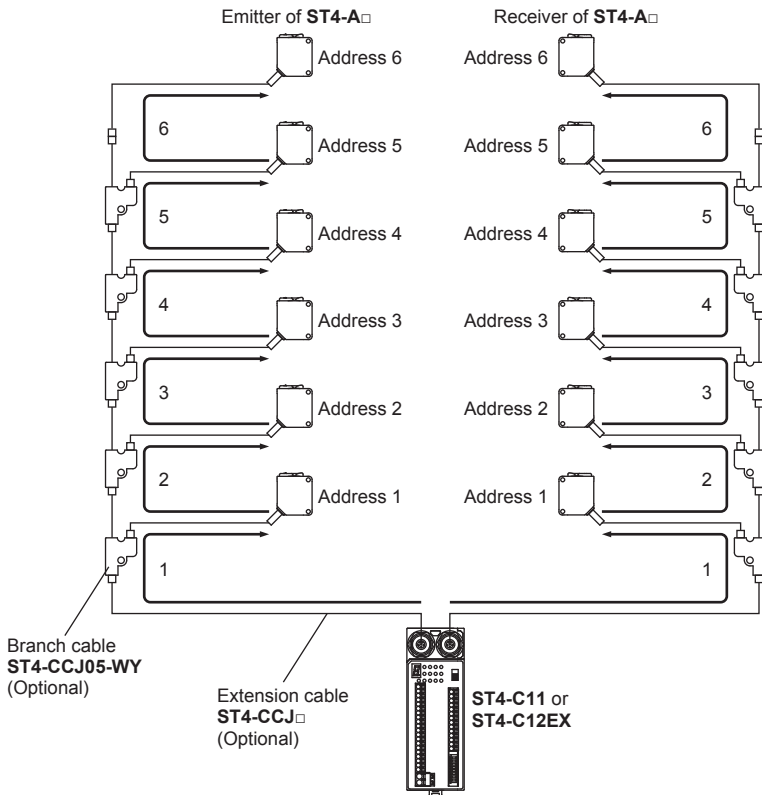 Emitter of ST4-A□
Receiver of ST4-A□
Address 6
Address 6
6
6
Address 5
Address 5
5
5
Address 4
Address 4
4
4
Address 3
Address 3
3
3
Address 2
Address 2
2
2
Address 1
Address 1
1
1
Branch cable
ST4-CCJ05-WY
(Optional)
Extension cable
ST4-CCJ□
(Optional)
ST4-C11 or
ST4-C12EX